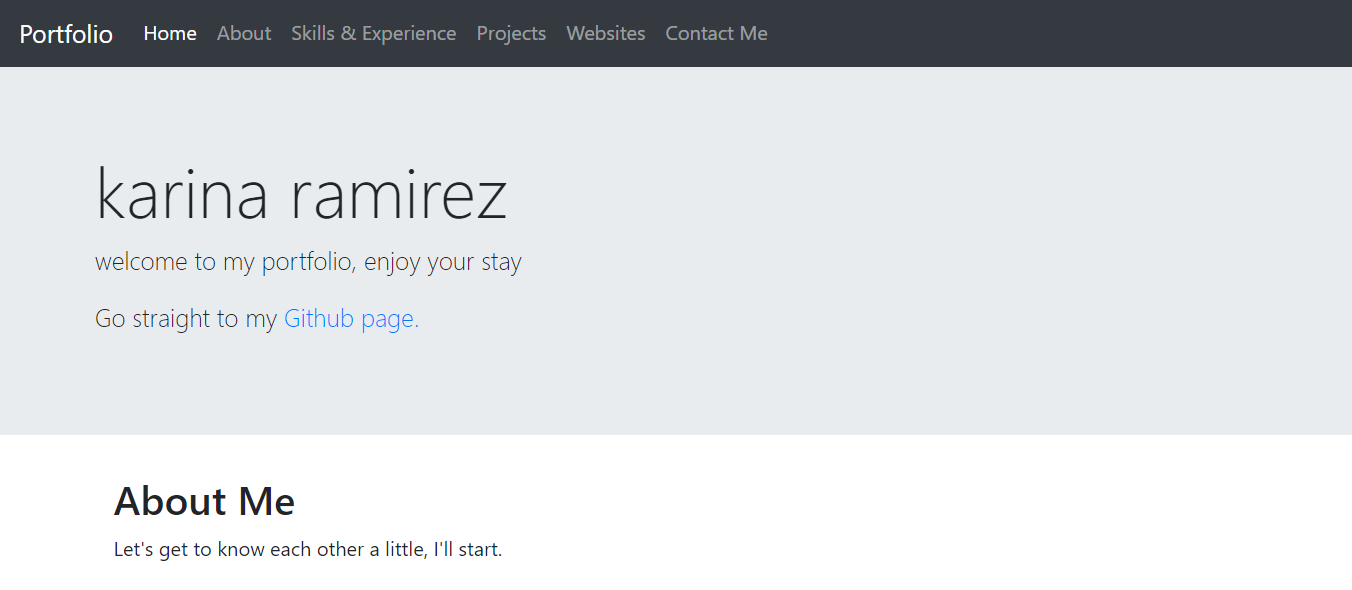 Portfolio Home About Skills & Experience Projects Websites Contact Me
karina ramirez
welcome to my portfolio, enjoy your stay
Go straight to my Github page.
About Me
Let's get to know each other a little, I'll start.